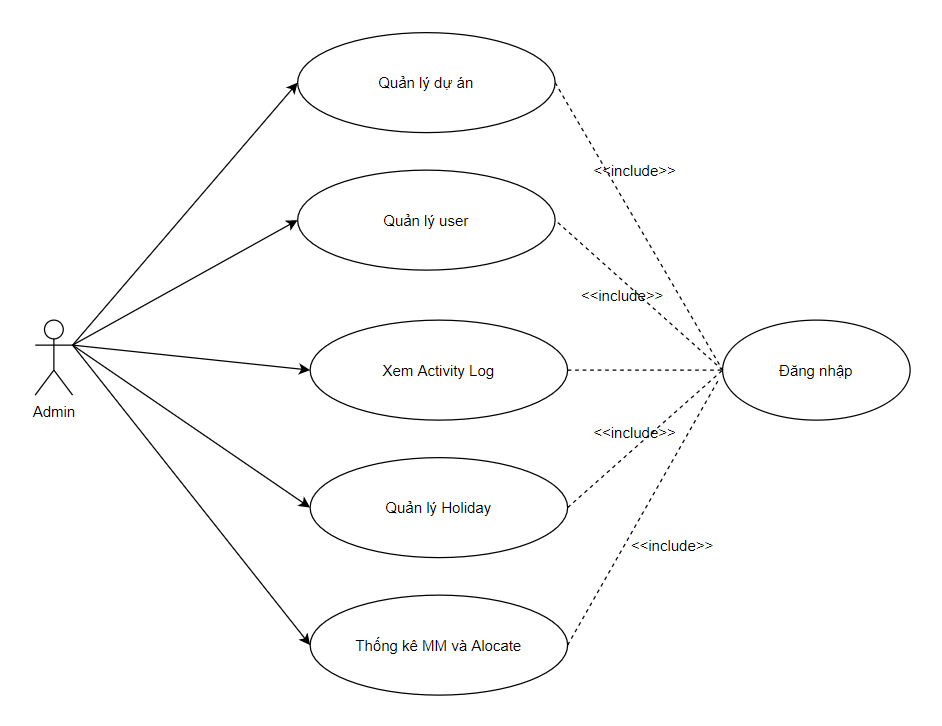 Quản lý dự án
<<include>>
Quản lý user
<<include>>
Admin
Xem Activity Log
Đăng nhập
<<include>>
Quản lý Holiday
<<include>>
Thống kê MM và Alocate